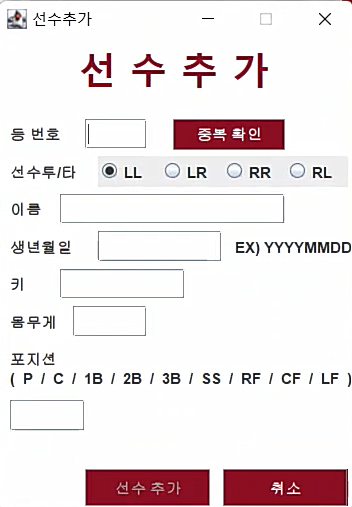 선수추가
선 수 추 가
등 번호 중복 확인
선수투/타 LL LR RR RL
이름
생년월일 EX) YYYYMMDD
키
몸무게
포지션
( P / C / 1B / 2B / 3B / SS / RF / CF / LF )
선수 추가 취소